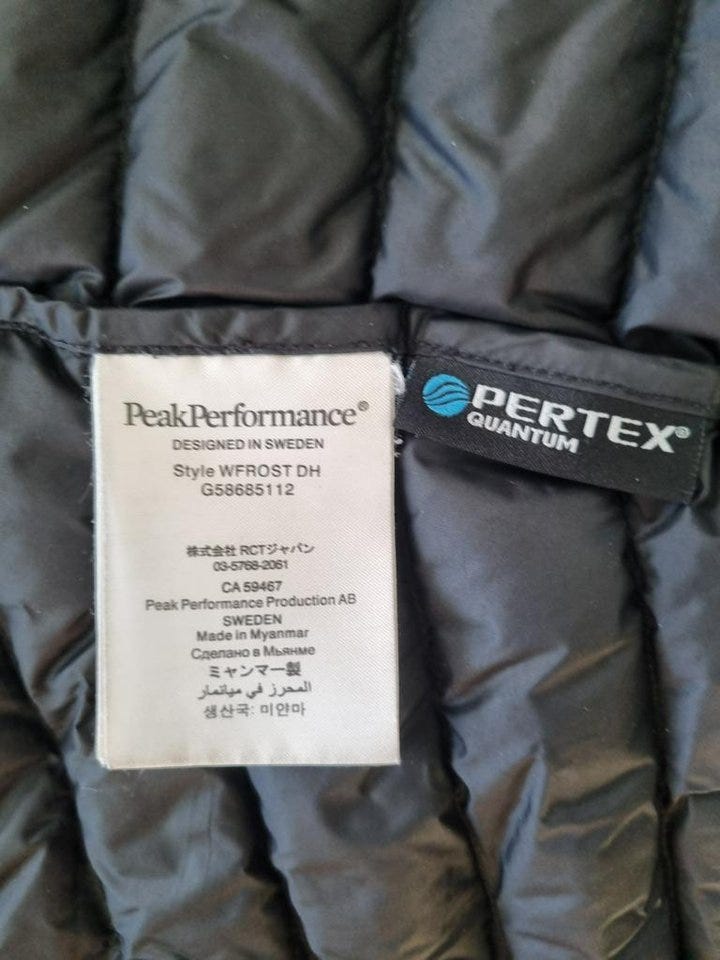 PeakPerformance®
DESIGNED IN SWEDEN
Style WFROST DH
G58685112
株式会社 RCTジャパン
03-5768-2061
CA 59467
Peak Performance Production AB
SWEDEN
Made in Myanmar
Сделано в Мьянме
ミャンマー製
المحرز في ميانمار
생산국: 미얀마
PERTEX®
QUANTUM